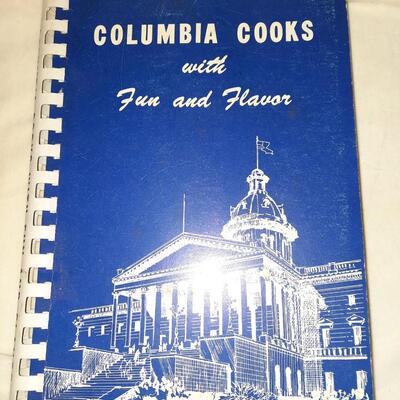 COLUMBIA COOKS
with
Fun and Flavor